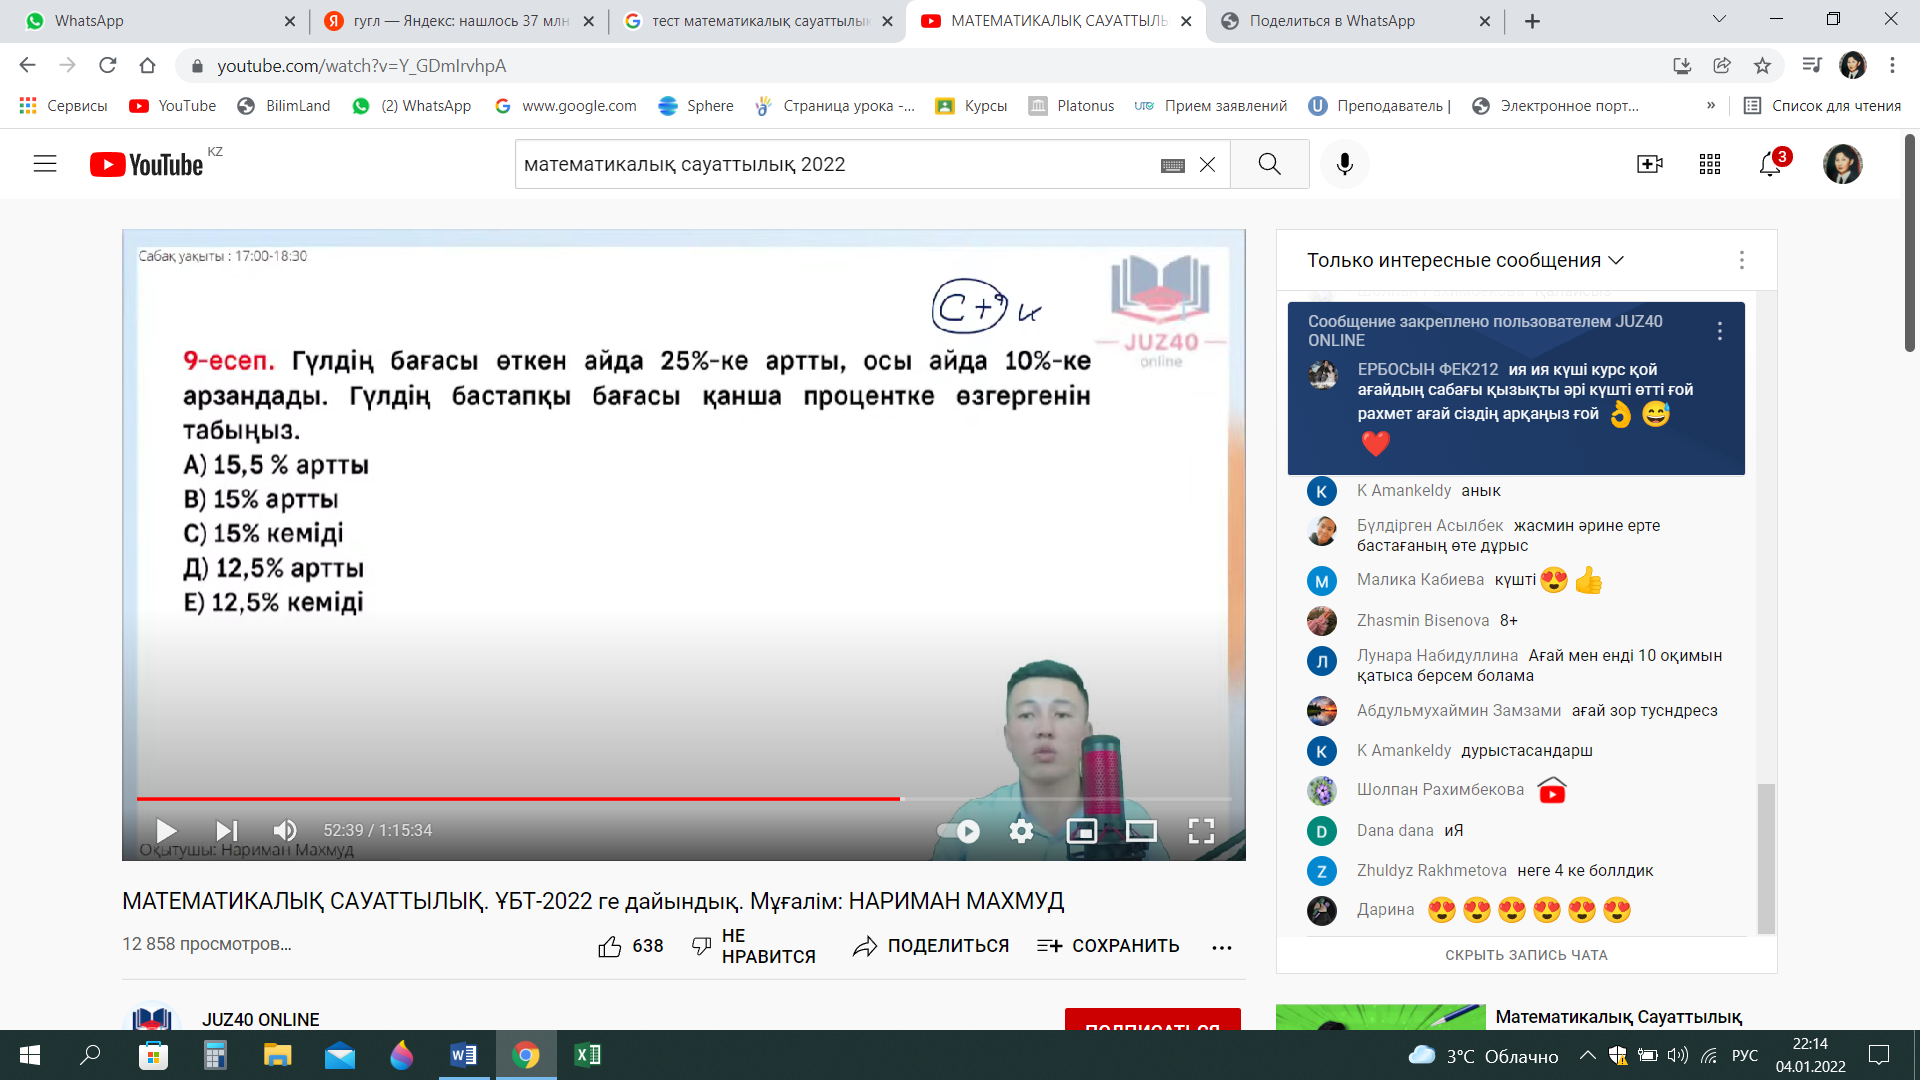 WhatsApp
гугл — Яндекс: нашлось 37 млн
тест математикалық сауаттылық
МАТЕМАТИКАЛЫҚ САУАТТЫЛЫ
Поделиться в WhatsApp
youtube.com/watch?v=Y_GDmIrvhpA
Сервисы
YouTube
BilimLand
(2) WhatsApp
www.google.com
Sphere
Страница урока -...
Курсы
Platonus
Прием заявлений
Преподаватель |
Электронное порт...
»
Список для чтения
YouTube KZ
математикалық сауаттылық 2022
3
Сабақ уақыты : 17:00-18:30
JUZ40
online
9-есеп. Гүлдің бағасы өткен айда 25%-ке артты, осы айда 10%-ке
арзандады. Гүлдің бастапқы бағасы қанша процентке өзгергенін
табыңыз.
А) 15,5 % артты
В) 15% артты
С) 15% кеміді
Д) 12,5% артты
Е) 12,5% кеміді
52:39 / 1:15:34
Оқытушы: Нариман Махмуд
МАТЕМАТИКАЛЫҚ САУАТТЫЛЫҚ. ҰБТ-2022 ге дайындық. Мұғалім: НАРИМАН МАХМУД
12 858 просмотров...
638
НЕ
НРАВИТСЯ
ПОДЕЛИТЬСЯ
СОХРАНИТЬ
JUZ40 ONLINE
ПОДПИСАТЬСЯ
Только интересные сообщения
Сообщение закреплено пользователем JUZ40
ONLINE
ЕРБОСЫН ФЕК212 ия ия күші курс қой
ағайдың сабағы қызықты әрі күшті өтті ғой
рахмет ағай сіздің арқаңыз ғой 👌 😅
❤️
K Amankeldy анык
Бүлдірген Асылбек жасмин әрине ерте
бастағаның өте дұрыс
Малика Кабиева күшті 😍 👍
Zhasmin Bisenova 8+
Лунара Набидуллина Ағай мен енді 10 оқимын
қатыса берсем болама
Абдульмухаймин Замзами ағай зор туснdресз
K Amankeldy дурыстасандарш
Шолпан Рахимбекова
Dana dana иЯ
Zhuldyz Rakhmetova неге 4 ке боллдик
Дарина 😍 😍 😍 😍 😍 😍
СКРЫТЬ ЗАПИСЬ ЧАТА
Математикалық Сауаттылық
3°C Облачно
РУС
22:14
04.01.2022